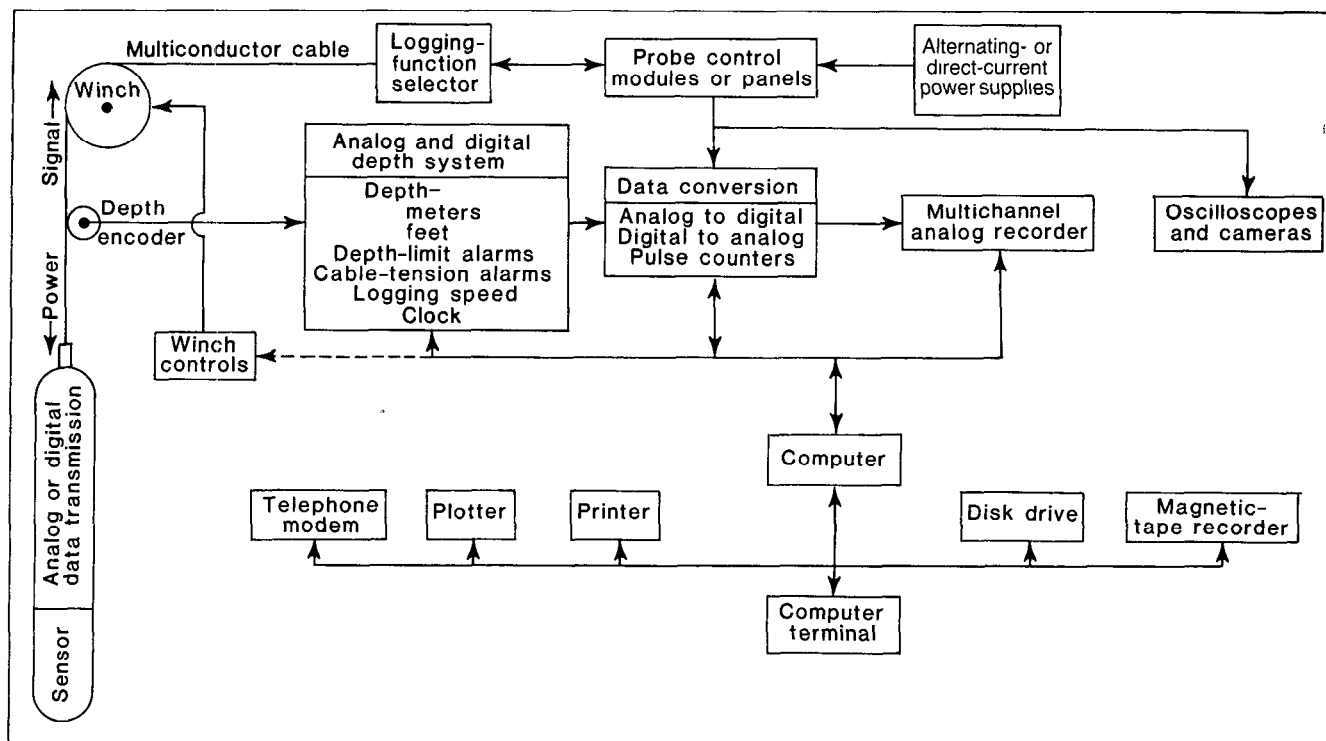 Multiconductor cable
Logging-
function
selector
Probe control
modules or panels
Alternating- or
direct-current
power supplies
Winch
Signal
Analog and digital
depth system
Depth-
meters
feet
Depth-limit alarms
Cable-tension alarms
Logging speed
Clock
Data conversion
Analog to digital
Digital to analog
Pulse counters
Multichannel
analog recorder
Oscilloscopes
and cameras
Depth
encoder
Power
Winch
controls
Analog or digital
data transmission
Sensor
Computer
Telephone
modem
Plotter
Printer
Disk drive
Magnetic-
tape recorder
Computer
terminal